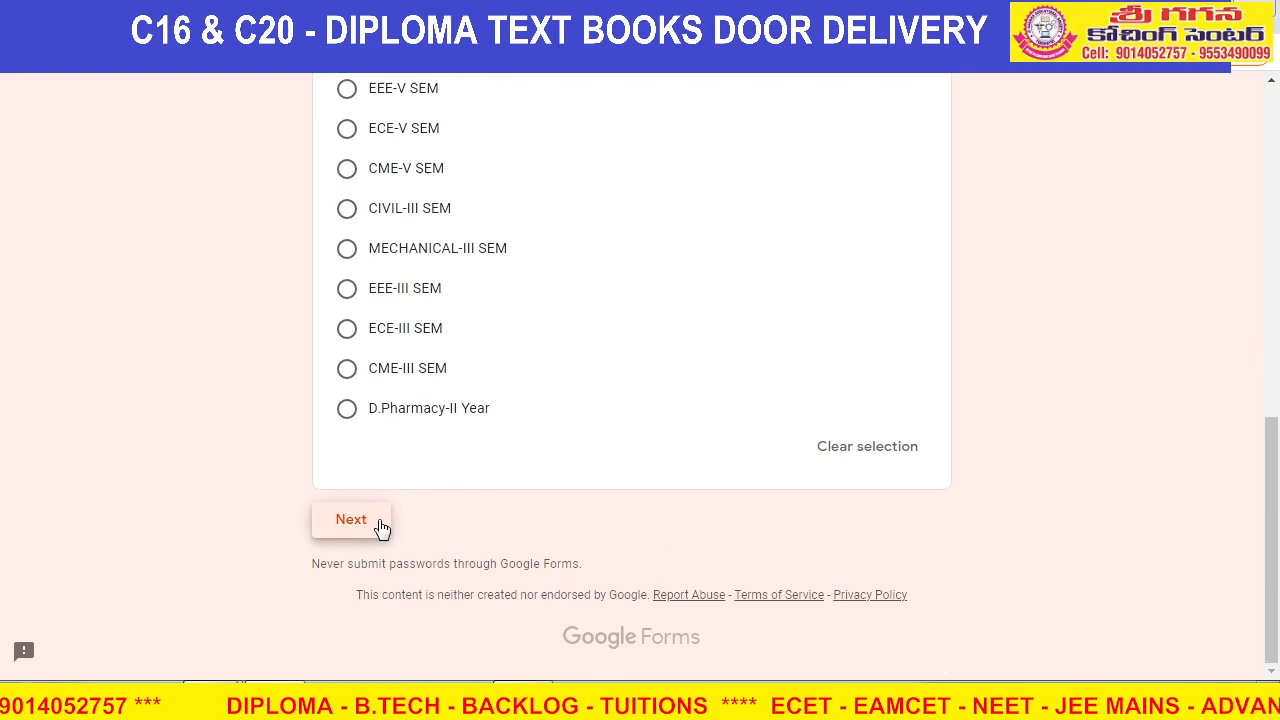 C16 & C20 - DIPLOMA TEXT BOOKS DOOR DELIVERY
శ్రీ గగన
కోచింగ్ సెంటర్
Cell: 9014052757 - 9553490099
EEE-V SEM
ECE-V SEM
CME-V SEM
CIVIL-III SEM
MECHANICAL-III SEM
EEE-III SEM
ECE-III SEM
CME-III SEM
D.Pharmacy-II Year
Clear selection
Next
Never submit passwords through Google Forms.
This content is neither created nor endorsed by Google. Report Abuse - Terms of Service - Privacy Policy
Google Forms
9014052757 *** DIPLOMA - B.TECH - BACKLOG - TUITIONS **** ECET - EAMCET - NEET - JEE MAINS - ADVAN